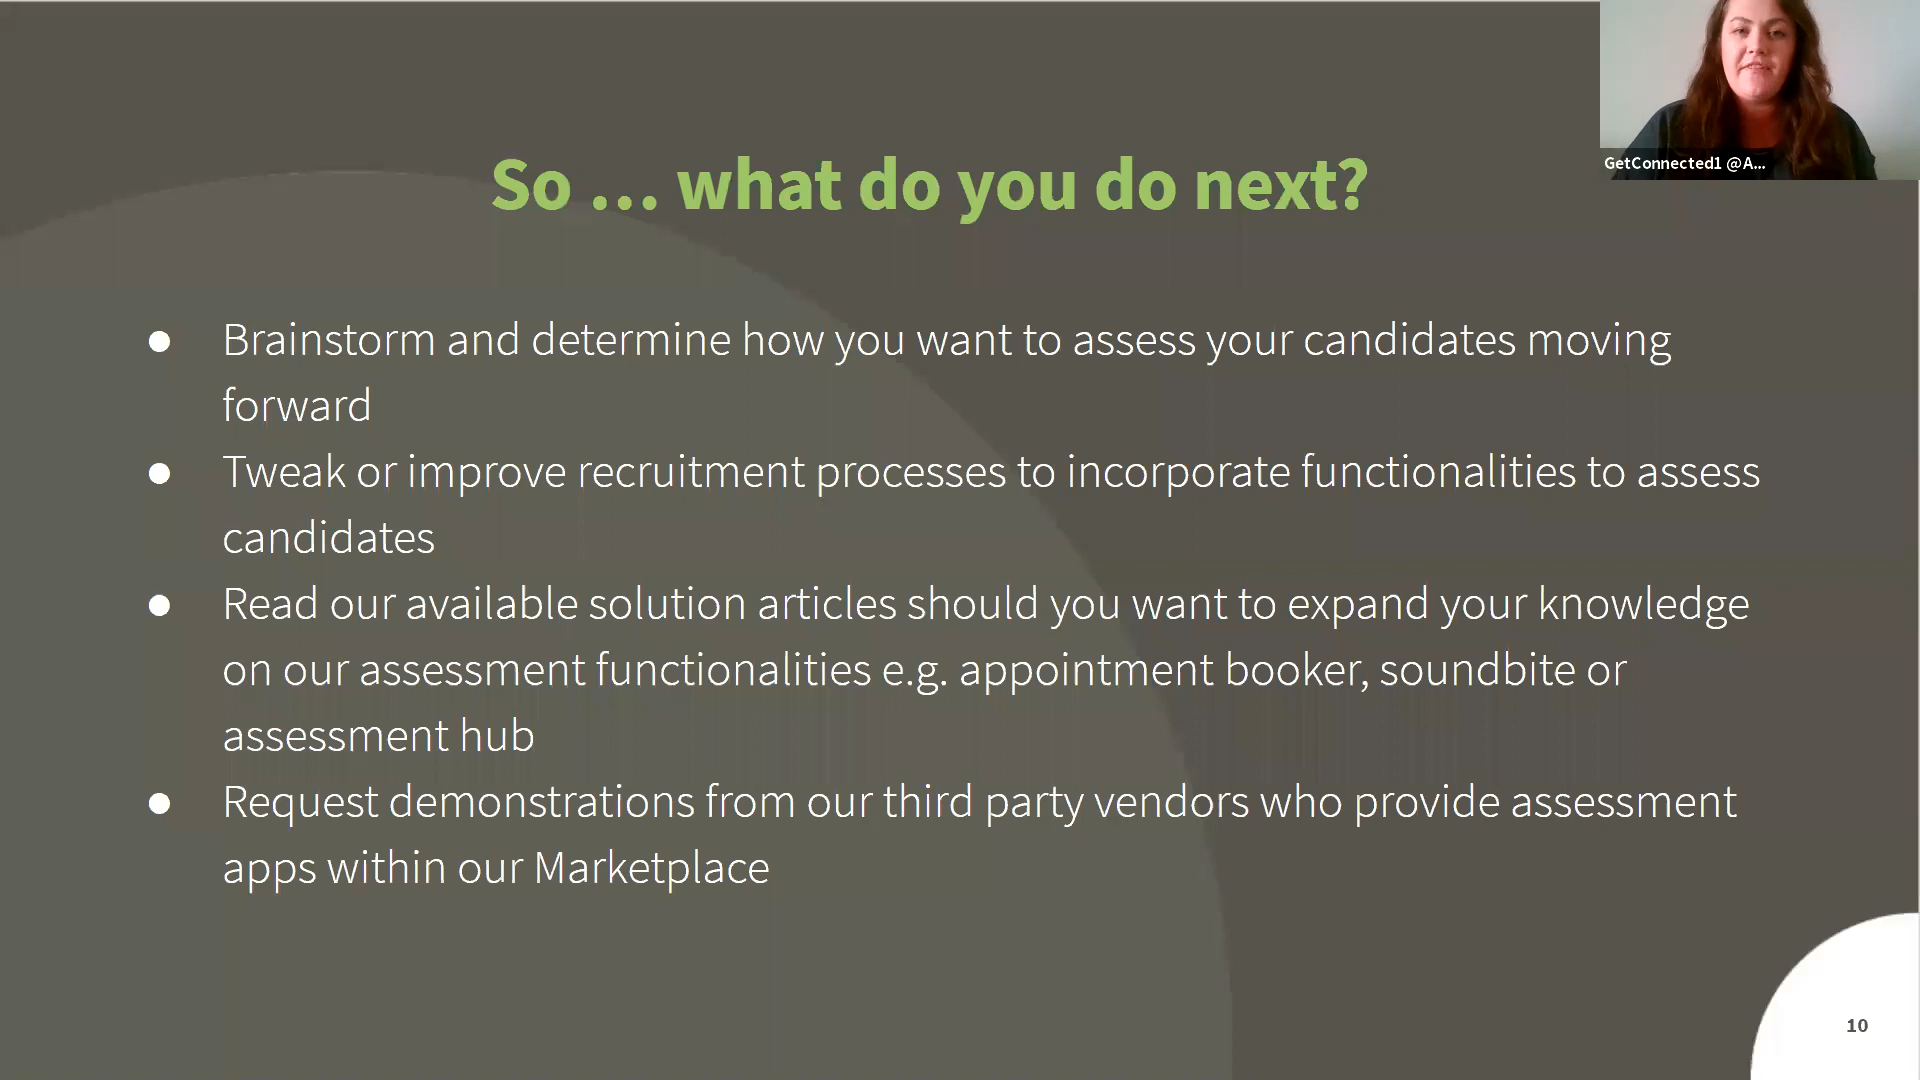 GetConnected1 @A...
So ... what do you do next?
● Brainstorm and determine how you want to assess your candidates moving
forward
● Tweak or improve recruitment processes to incorporate functionalities to assess
candidates
● Read our available solution articles should you want to expand your knowledge
on our assessment functionalities e.g. appointment booker, soundbite or
assessment hub
● Request demonstrations from our third party vendors who provide assessment
apps within our Marketplace
10